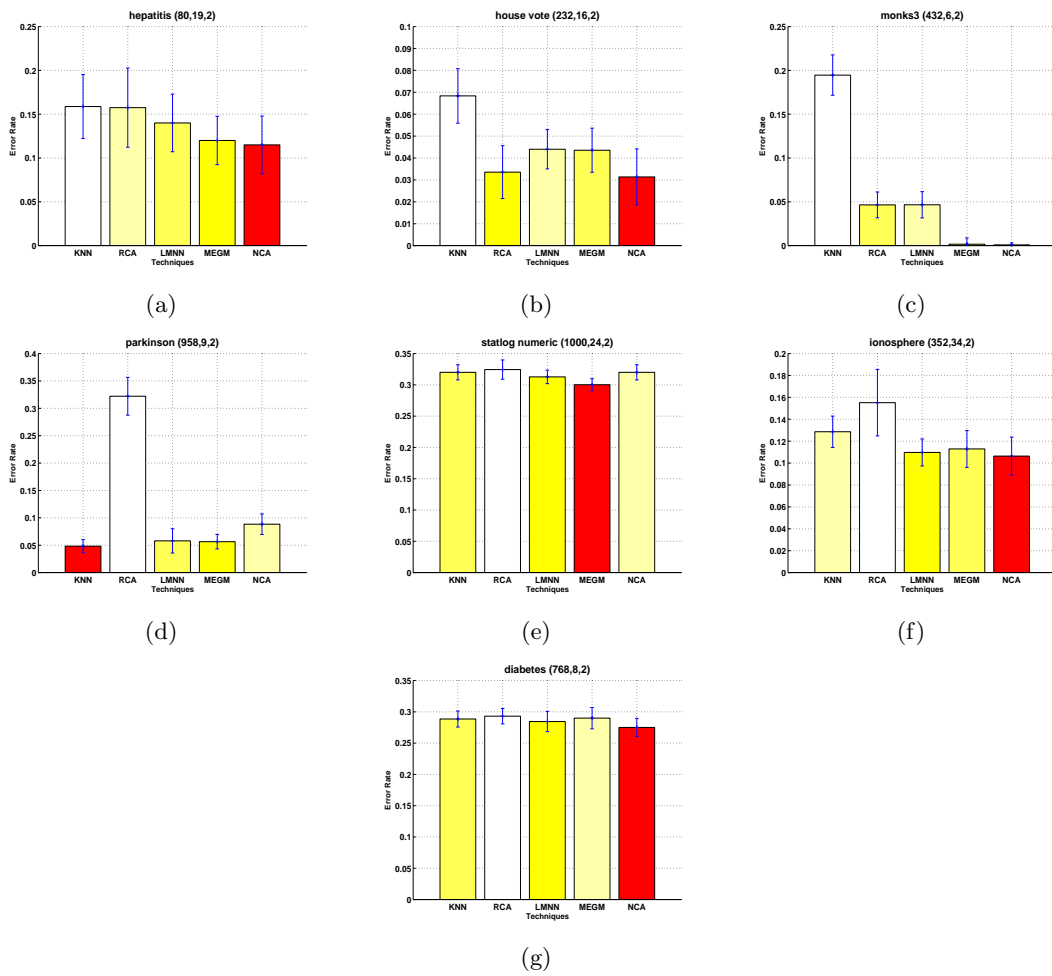 hepatitis (80,19,2)
0.25
0.2
0.15
0.1
0.05
0
Error Rate
KNN RCA LMNN MEGM NCA
Techniques
(a)
house vote (232,16,2)
0.1
0.09
0.08
0.07
0.06
0.05
0.04
0.03
0.02
0.01
0
Error Rate
KNN RCA LMNN MEGM NCA
Techniques
(b)
monks3 (432,6,2)
0.25
0.2
0.15
0.1
0.05
0
Error Rate
KNN RCA LMNN MEGM NCA
Techniques
(c)
parkinson (958,9,2)
0.4
0.35
0.3
0.25
0.2
0.15
0.1
0.05
0
Error Rate
KNN RCA LMNN MEGM NCA
Techniques
(d)
statlog numeric (1000,24,2)
0.35
0.3
0.25
0.2
0.15
0.1
0.05
0
Error Rate
KNN RCA LMNN MEGM NCA
Techniques
(e)
ionosphere (352,34,2)
0.2
0.18
0.16
0.14
0.12
0.1
0.08
0.06
0.04
0.02
0
Error Rate
KNN RCA LMNN MEGM NCA
Techniques
(f)
diabetes (768,8,2)
0.35
0.3
0.25
0.2
0.15
0.1
0.05
0
Error Rate
KNN RCA LMNN MEGM NCA
Techniques
(g)